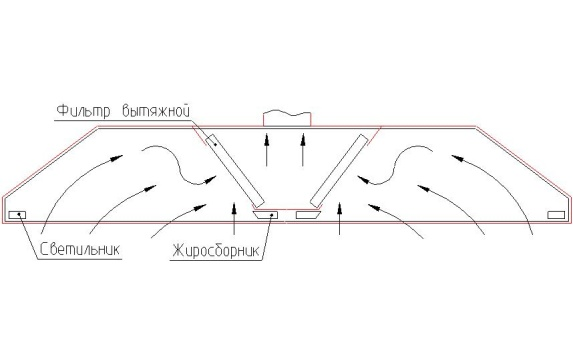 Фильтр вытяжной
Светильник
Жиросборник